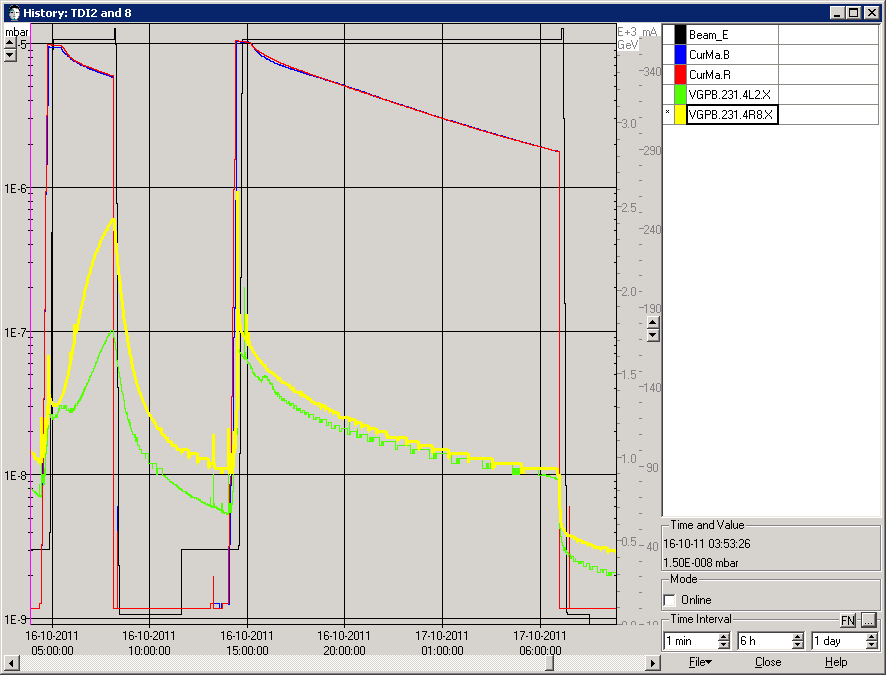 History: TDI2 and 8
mbar
E+3 mA
GeV
-5
1E-6
1E-7
1E-8
1E-9
340
3.0
290
2.5
240
2.0
190
1.5
140
1.0
90
0.5
40
16-10-2011 16-10-2011 16-10-2011 16-10-2011 17-10-2011 17-10-2011
05:00:00 10:00:00 15:00:00 20:00:00 01:00:00 06:00:00
Beam_E
CurMa.B
CurMa.R
VGPB.231.4L2.X
* VGPB.231.4R8.X
Time and Value
16-10-11 03:53:26
1.50E-008 mbar
Mode
Online
Time Interval FN ...
1 min 6 h 1 day
File Close Help